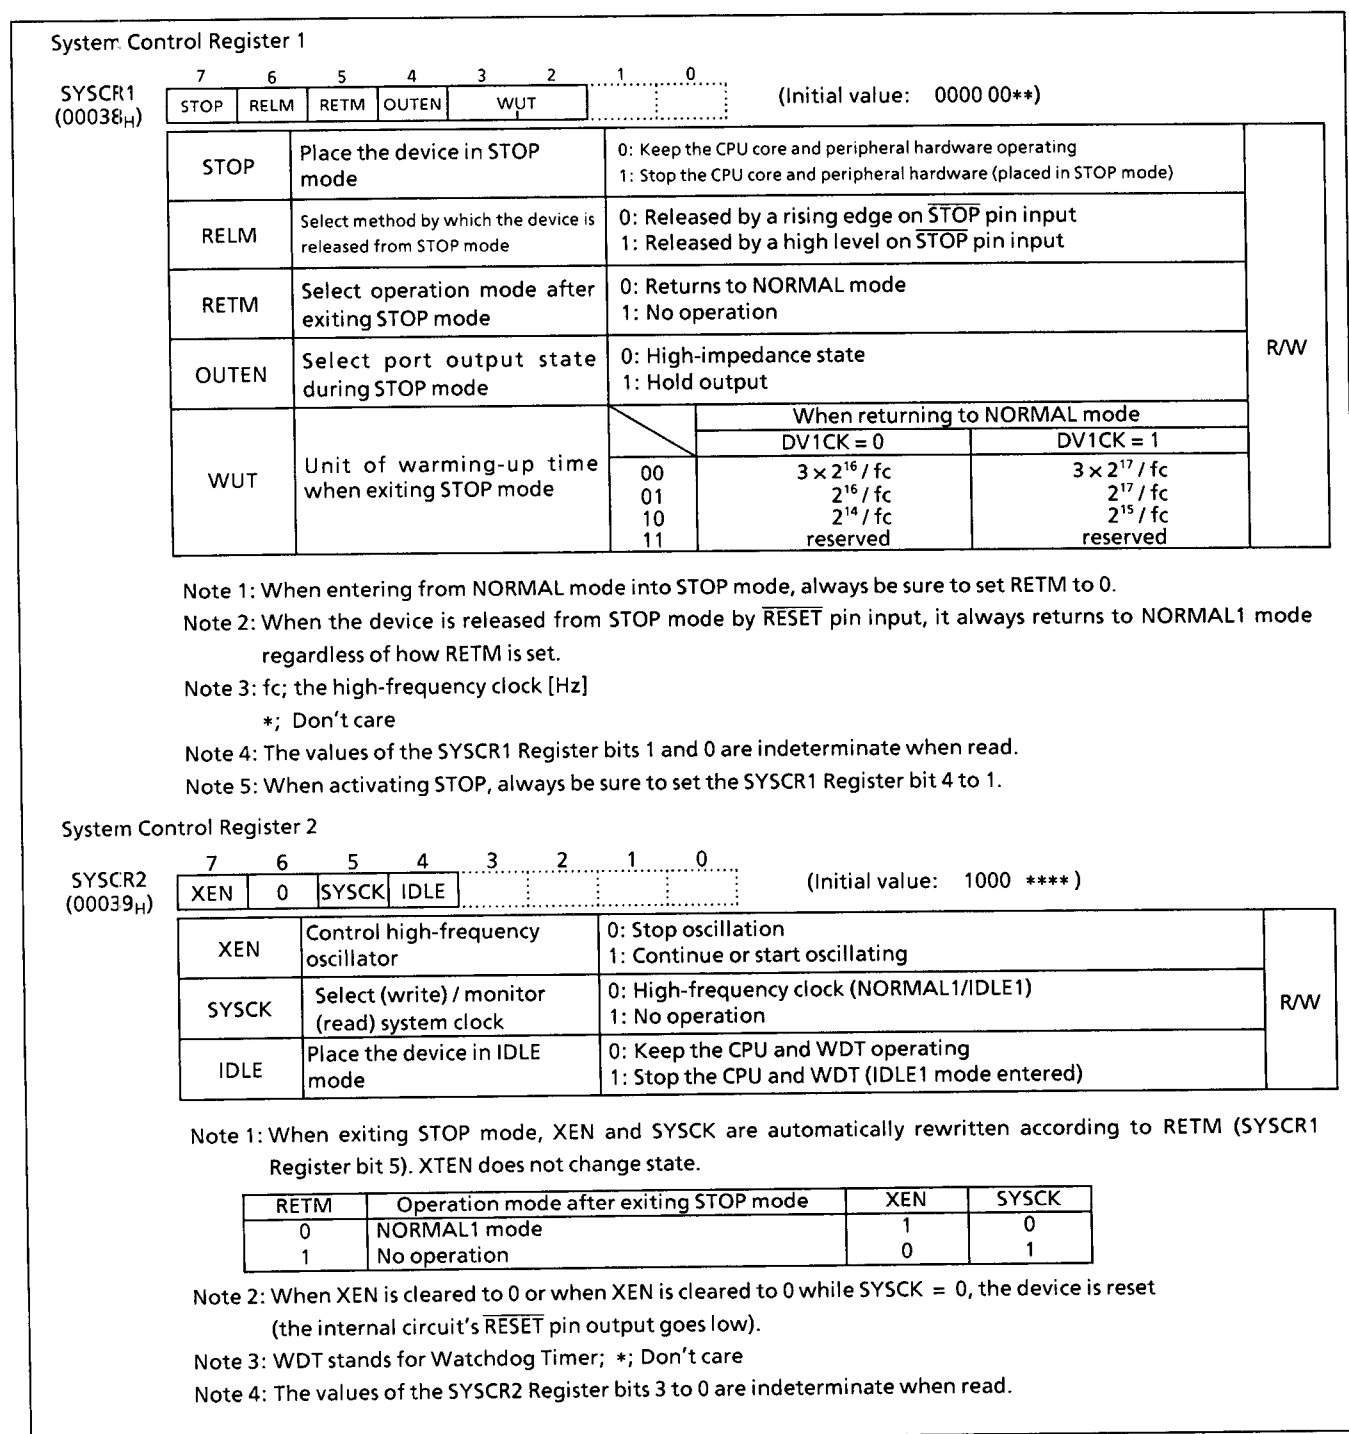 System Control Register 1
7 6 5 4 3 2 1 0
SYSCR1
(00038H)
STOP RELM RETM OUTEN WUT
(Initial value: 0000 00**)
STOP
Place the device in STOP
mode
0: Keep the CPU core and peripheral hardware operating
1: Stop the CPU core and peripheral hardware (placed in STOP mode)
R/W
RELM
Select method by which the device is
released from STOP mode
0: Released by a rising edge on S̅T̅O̅P̅ pin input
1: Released by a high level on S̅T̅O̅P̅ pin input
RETM
Select operation mode after
exiting STOP mode
0: Returns to NORMAL mode
1: No operation
OUTEN
Select port output state
during STOP mode
0: High-impedance state
1: Hold output
WUT
Unit of warming-up time
when exiting STOP mode
When returning to NORMAL mode
DV1CK = 0 DV1CK = 1
00 3 × 2¹⁶ / fc 3 × 2¹⁷ / fc
01 2¹⁶ / fc 2¹⁷ / fc
10 2¹⁴ / fc 2¹⁵ / fc
11 reserved reserved
Note 1: When entering from NORMAL mode into STOP mode, always be sure to set RETM to 0.
Note 2: When the device is released from STOP mode by R̅E̅S̅E̅T̅ pin input, it always returns to NORMAL1 mode
regardless of how RETM is set.
Note 3: fc; the high-frequency clock [Hz]
*; Don't care
Note 4: The values of the SYSCR1 Register bits 1 and 0 are indeterminate when read.
Note 5: When activating STOP, always be sure to set the SYSCR1 Register bit 4 to 1.
System Control Register 2
7 6 5 4 3 2 1 0
SYSCR2
(00039H)
XEN 0 SYSCK IDLE
(Initial value: 1000 ****)
XEN
Control high-frequency
oscillator
0: Stop oscillation
1: Continue or start oscillating
R/W
SYSCK
Select (write) / monitor
(read) system clock
0: High-frequency clock (NORMAL1/IDLE1)
1: No operation
IDLE
Place the device in IDLE
mode
0: Keep the CPU and WDT operating
1: Stop the CPU and WDT (IDLE1 mode entered)
Note 1: When exiting STOP mode, XEN and SYSCK are automatically rewritten according to RETM (SYSCR1
Register bit 5). XTEN does not change state.
RETM Operation mode after exiting STOP mode XEN SYSCK
0 NORMAL1 mode 1 0
1 No operation 0 1
Note 2: When XEN is cleared to 0 or when XEN is cleared to 0 while SYSCK = 0, the device is reset
(the internal circuit's R̅E̅S̅E̅T̅ pin output goes low).
Note 3: WDT stands for Watchdog Timer; *; Don't care
Note 4: The values of the SYSCR2 Register bits 3 to 0 are indeterminate when read.